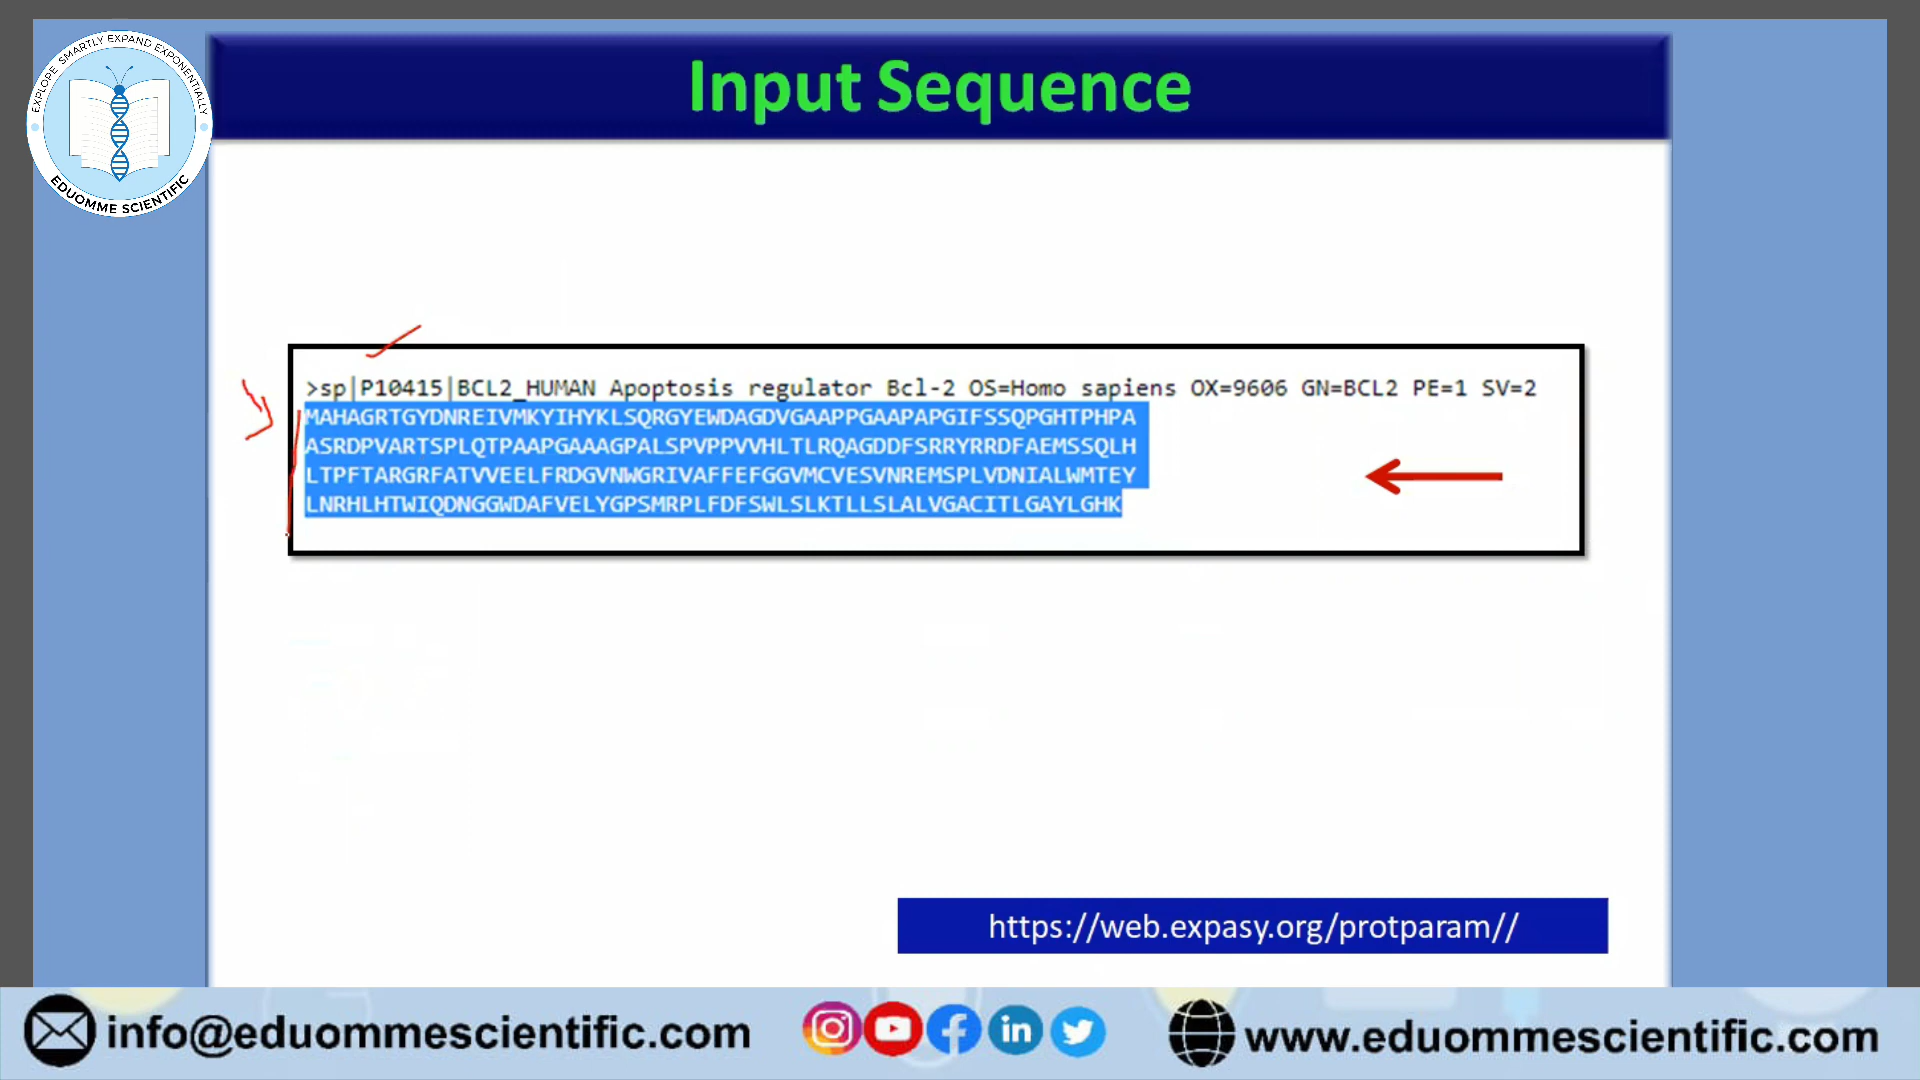 EXPLOPE, SMARTLY EXPAND EXPONENTIALLY
EDUOMME SCIENTIFIC
Input Sequence
>sp|P10415|BCL2_HUMAN Apoptosis regulator Bcl-2 OS=Homo sapiens OX=9606 GN=BCL2 PE=1 SV=2
MAHAGRTGYDNREIVMKYIHYKLSQRGYEWDAGDVGAAPPGAAPAPGIFSSQPGHTPHPA
ASRDPVARTSPLQTPAAPGAAAGPALSPVPPVVHLTLRQAGDDFSRRYRRDFAEMSSQLH
LTPFTARGRFATVVEELFRDGVNWGRIVAFFEFGGVMCVESVNREMSPLVDNIALWMTEY
LNRHLHTWIQDNGGWDAFVELYGPSMRPLFDFSWLSLKTLLSLALVGACITLGAYLGHK
https://web.expasy.org/protparam//
info@eduommescientific.com
www.eduommescientific.com